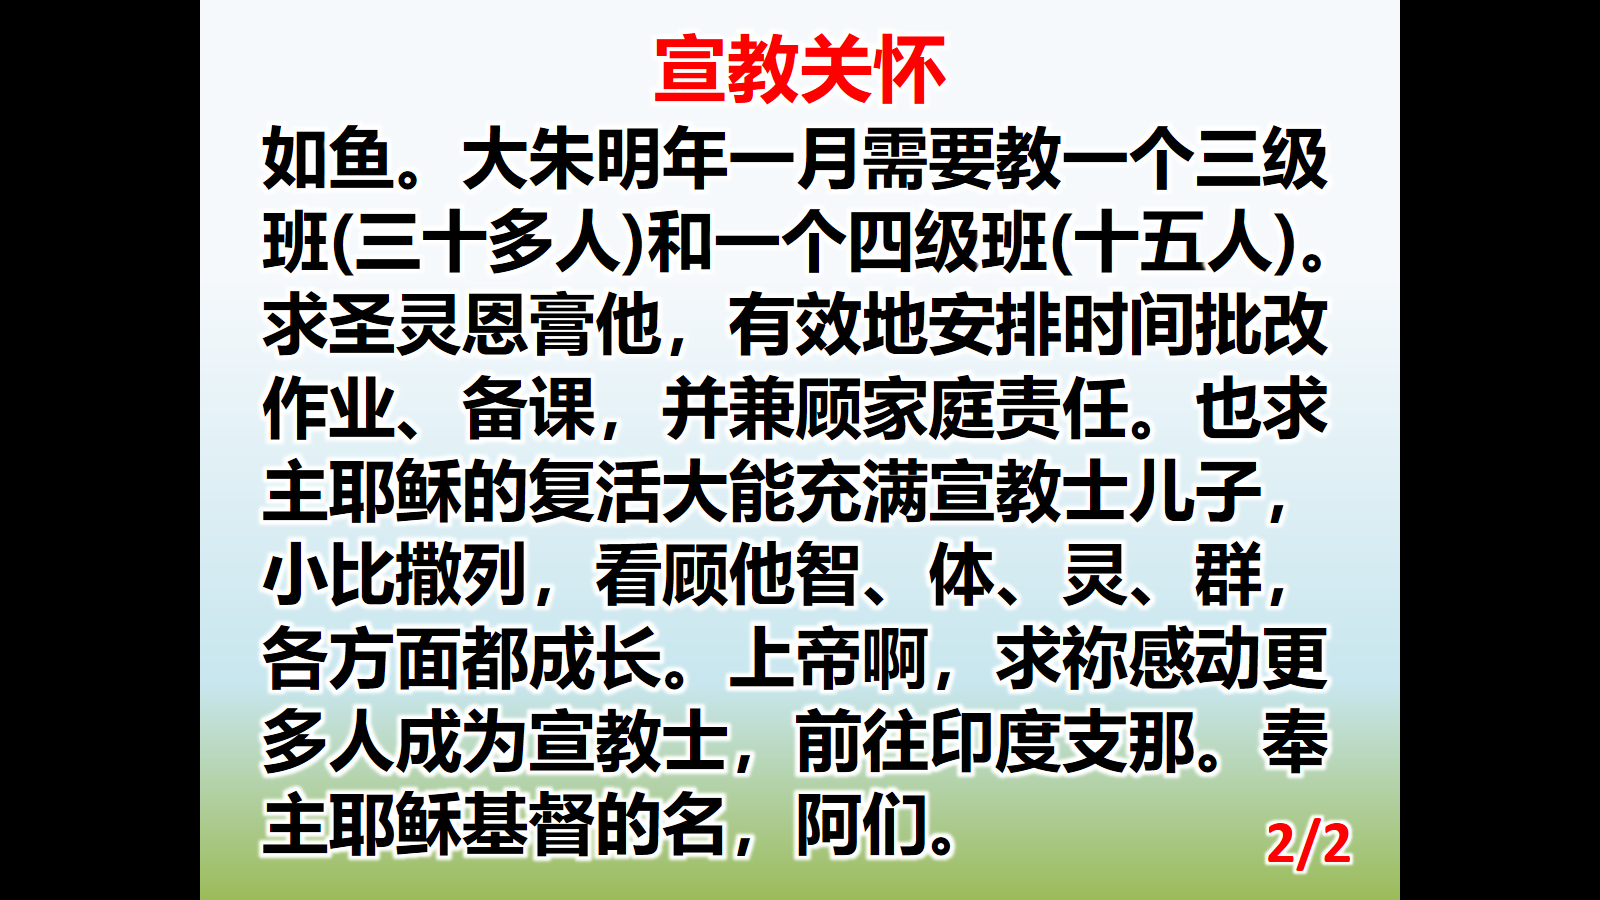 宣教关怀
如鱼。大朱明年一月需要教一个三级
班(三十多人)和一个四级班(十五人)。
求圣灵恩膏他，有效地安排时间批改
作业、备课，并兼顾家庭责任。也求
主耶稣的复活大能充满宣教士儿子，
小比撒列，看顾他智、体、灵、群，
各方面都成长。上帝啊，求祢感动更
多人成为宣教士，前往印度支那。奉
主耶稣基督的名，阿们。
2/2